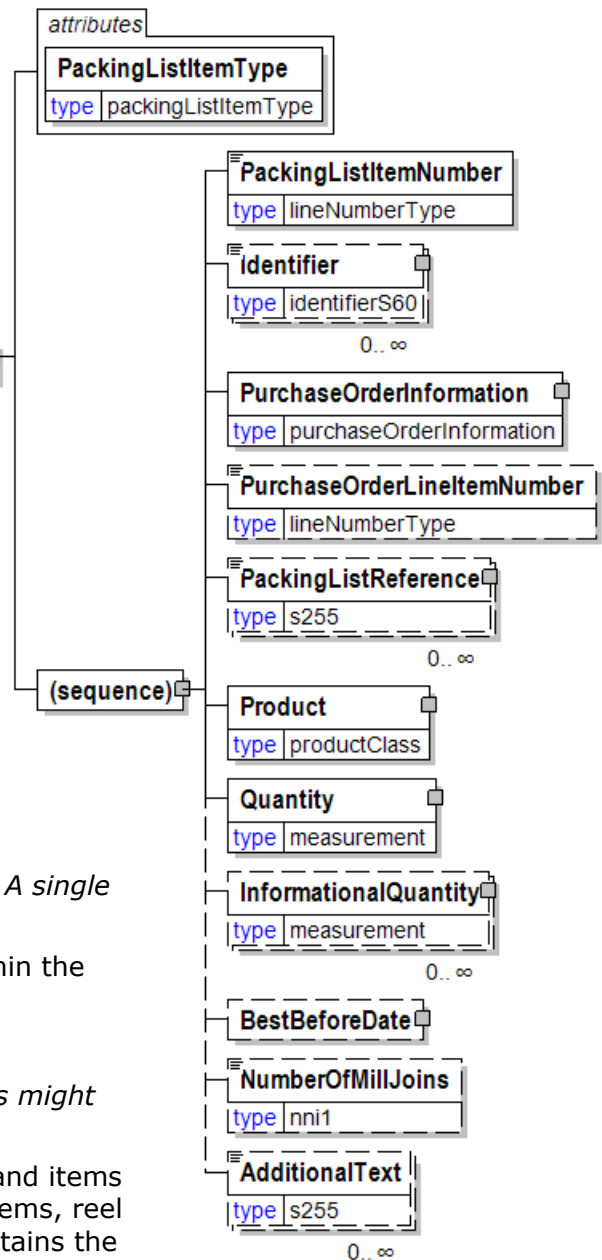 attributes
PackingListItemType
type packingListItemType
PackingListItemNumber
type lineNumberType
Identifier
type identifierS60
0.. ∞
PurchaseOrderInformation
type purchaseOrderInformation
PurchaseOrderLineItemNumber
type lineNumberType
PackingListReference
type s255
0.. ∞
(sequence)
Product
type productClass
Quantity
type measurement
A single
InformationalQuantity
type measurement
hin the
0.. ∞
BestBeforeDate
s might
NumberOfMillJoins
type nni1
and items
AdditionalText
ems, reel
type s255
tains the
0.. ∞